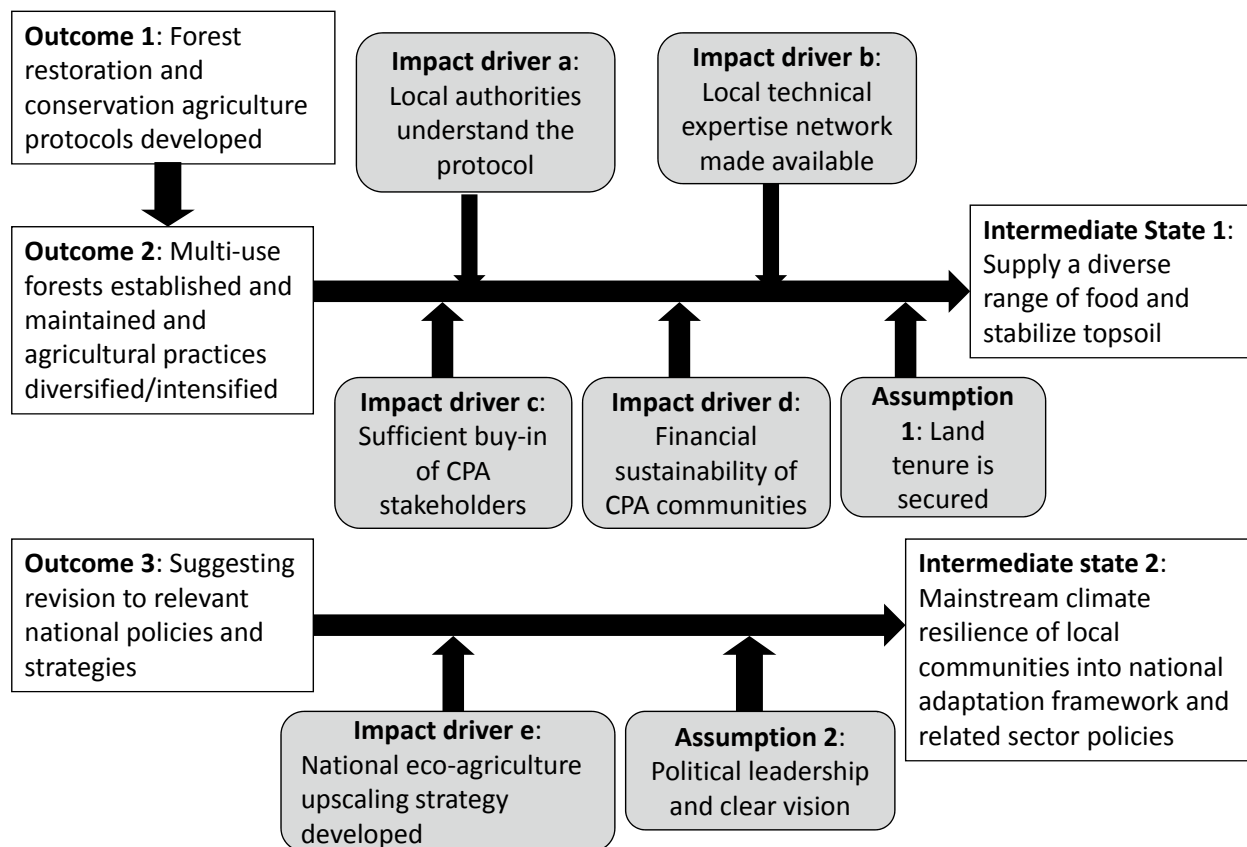 Outcome 1: Forest
restoration and
conservation agriculture
protocols developed
Impact driver a:
Local authorities
understand the
protocol
Impact driver b:
Local technical
expertise network
made available
Outcome 2: Multi-use
forests established and
maintained and
agricultural practices
diversified/intensified
Intermediate State 1:
Supply a diverse
range of food and
stabilize topsoil
Impact driver c:
Sufficient buy-in
of CPA
stakeholders
Impact driver d:
Financial
sustainability of
CPA communities
Assumption
1: Land
tenure is
secured
Outcome 3: Suggesting
revision to relevant
national policies and
strategies
Intermediate state 2:
Mainstream climate
resilience of local
communities into national
adaptation framework and
related sector policies
Impact driver e:
National eco-agriculture
upscaling strategy
developed
Assumption 2:
Political leadership
and clear vision